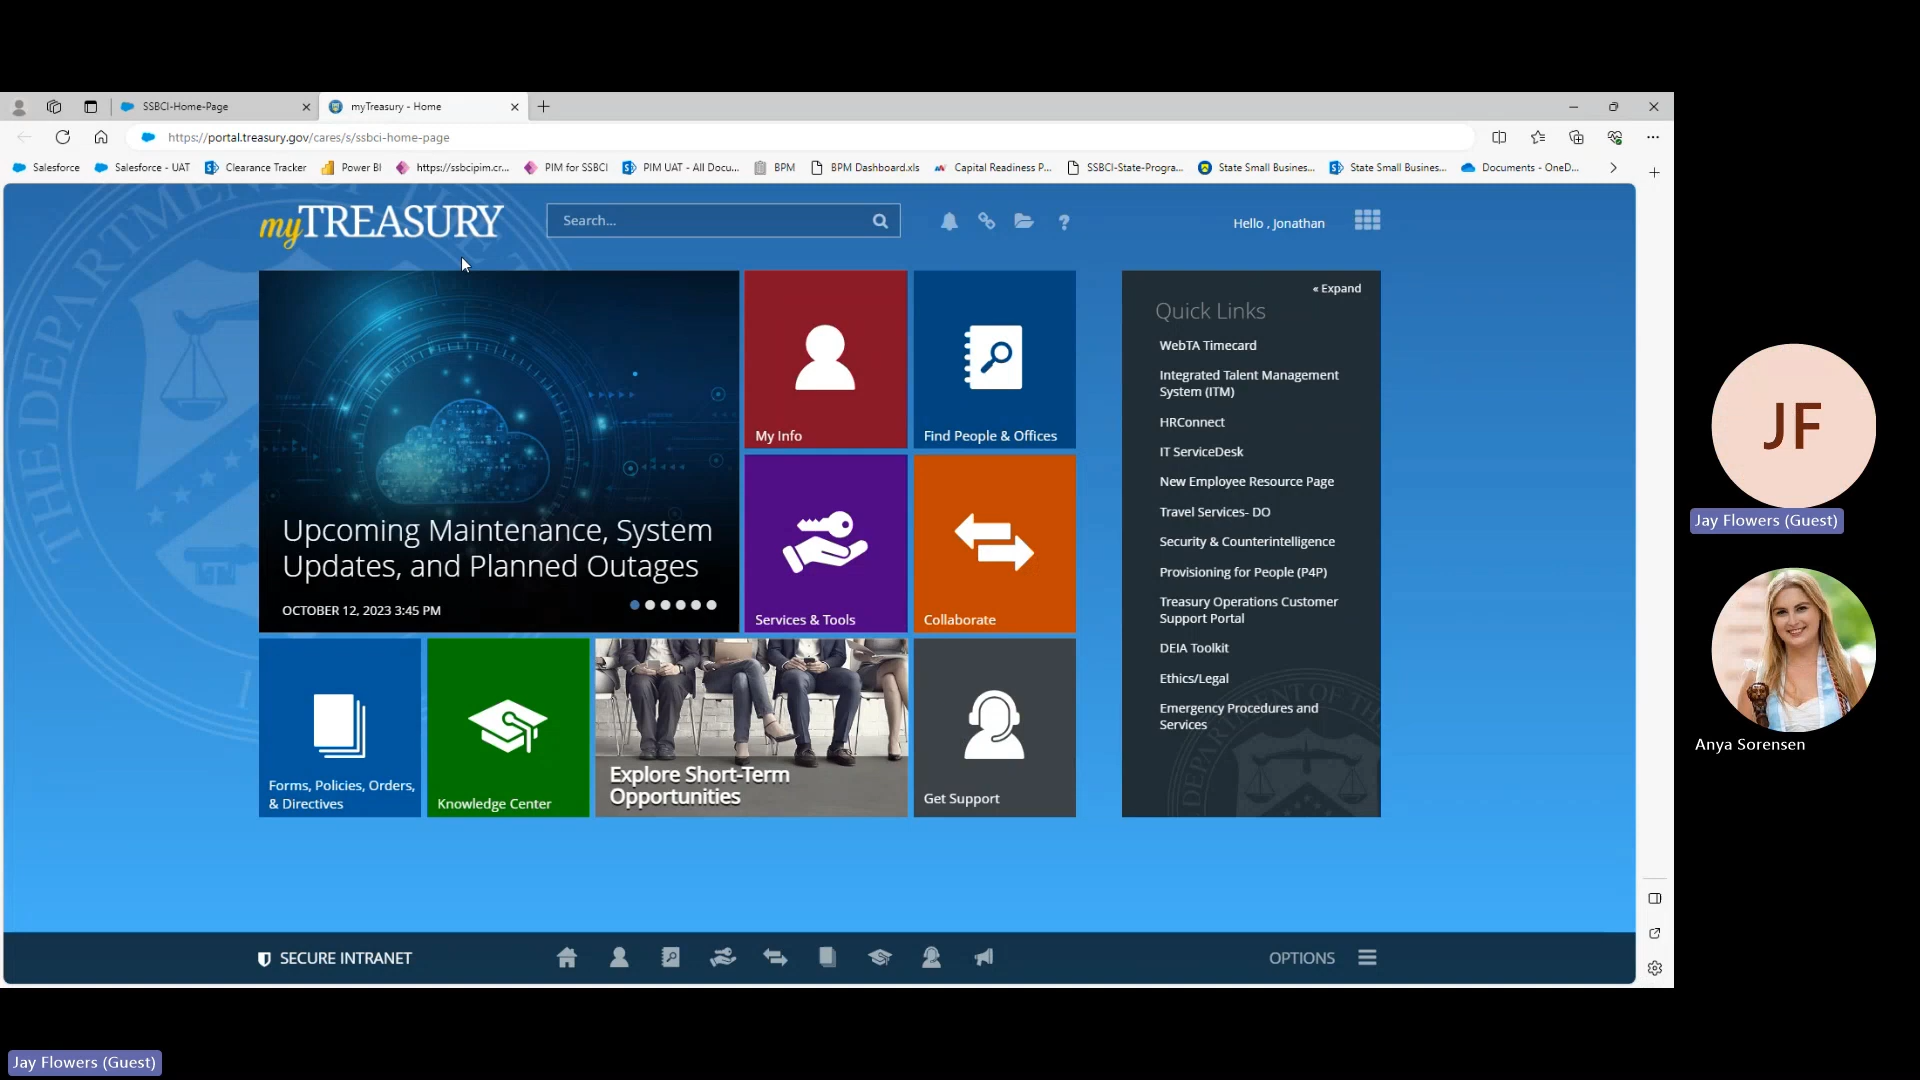 SSBCI-Home-Page
myTreasury - Home
https://portal.treasury.gov/cares/s/ssbci-home-page
Salesforce
Salesforce - UAT
Clearance Tracker
Power BI
https://ssbcipim.cr...
PIM for SSBCI
PIM UAT - All Docu...
BPM
BPM Dashboard.xls
Capital Readiness P...
SSBCI-State-Progra...
State Small Busines...
State Small Busines...
Documents - OneD...
myTREASURY
Search...
?
Hello , Jonathan
« Expand
Quick Links
WebTA Timecard
Integrated Talent Management
System (ITM)
HRConnect
IT ServiceDesk
New Employee Resource Page
Travel Services- DO
Security & Counterintelligence
Provisioning for People (P4P)
Treasury Operations Customer
Support Portal
DEIA Toolkit
Ethics/Legal
Emergency Procedures and
Services
My Info
Find People & Offices
Upcoming Maintenance, System
Updates, and Planned Outages
OCTOBER 12, 2023 3:45 PM
Services & Tools
Collaborate
Forms, Policies, Orders,
& Directives
Knowledge Center
Explore Short-Term
Opportunities
Get Support
SECURE INTRANET
OPTIONS
JF
Jay Flowers (Guest)
Anya Sorensen
Jay Flowers (Guest)
THE DEPARTMENT OF THE
DEPARTMENT OF THE